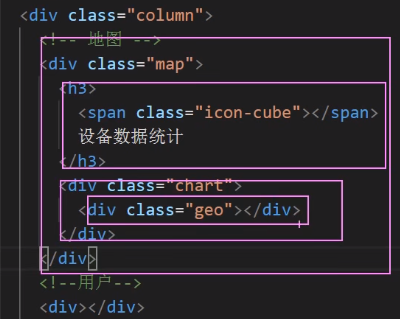 <div class="column">
<!-- 地图 -->
<div class="map">
<h3>
<span class="icon-cube"></span>
设备数据统计
</h3>
<div class="chart">
<div class="geo"></div>
</div>
</div>
<!--用户-->
<div></div>